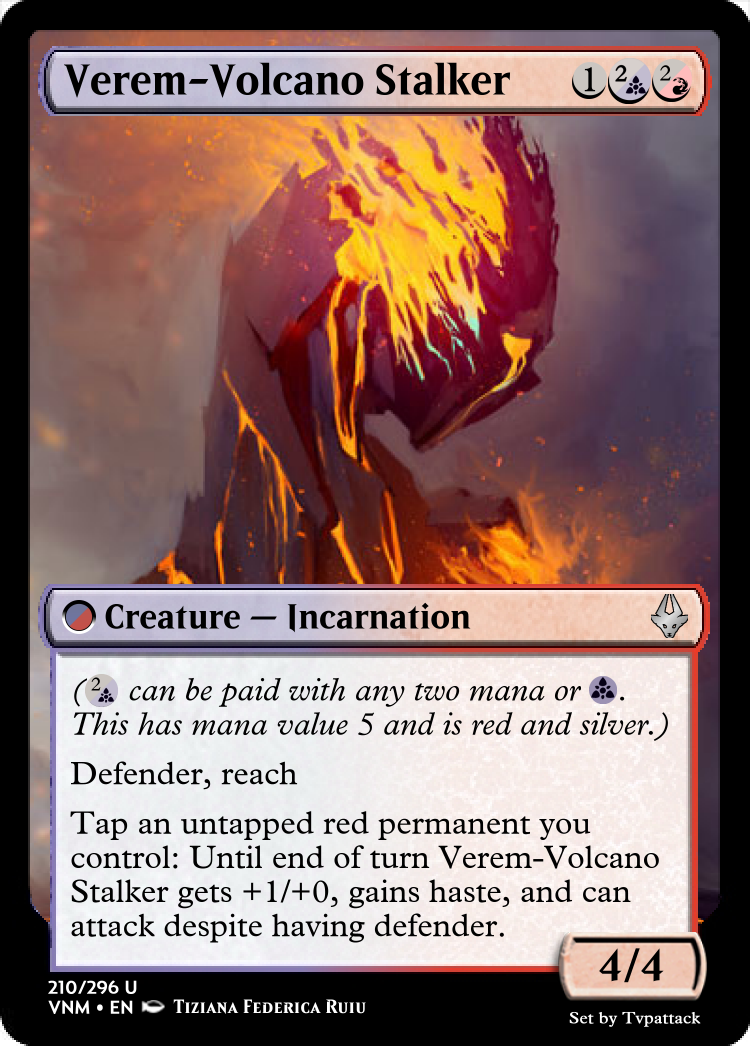 Verem-Volcano Stalker 1 2 2
Creature — Incarnation
(2 can be paid with any two mana or .
This has mana value 5 and is red and silver.)
Defender, reach
Tap an untapped red permanent you
control: Until end of turn Verem-Volcano
Stalker gets +1/+0, gains haste, and can
attack despite having defender.
4/4
210/296 U
VNM • EN Tiziana Federica Ruiu
Set by Tvpattack